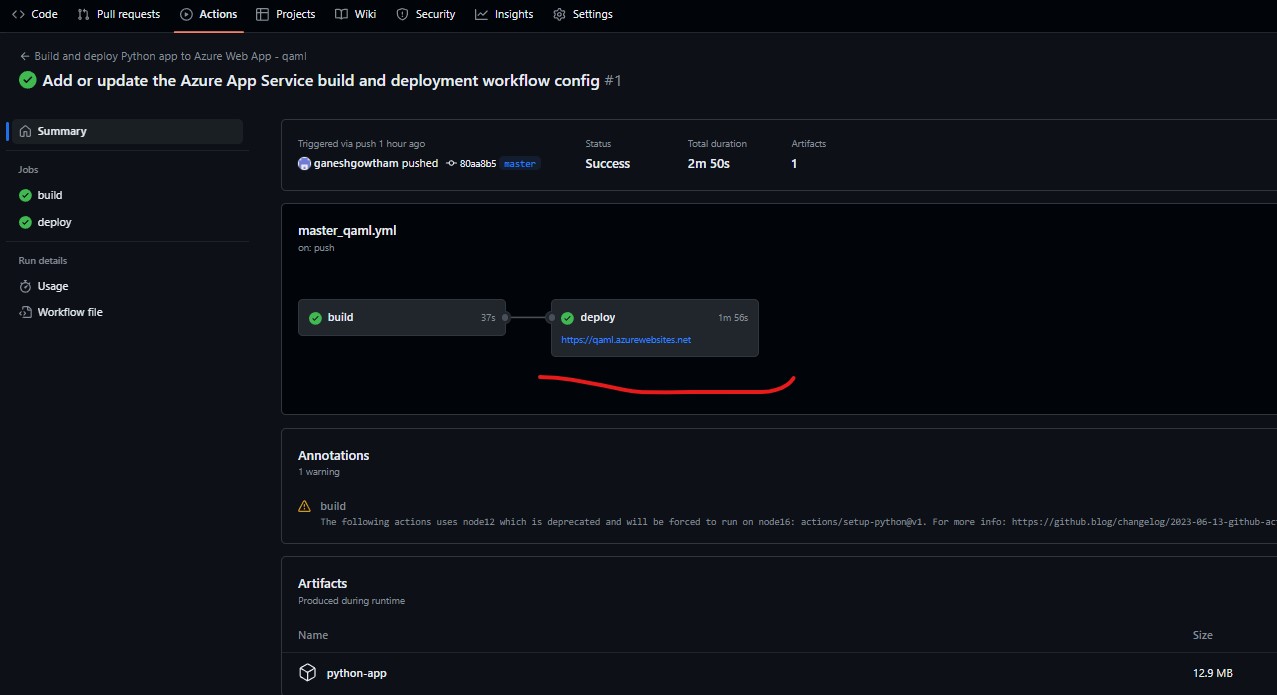 Code Pull requests Actions Projects Wiki Security Insights Settings
Build and deploy Python app to Azure Web App - qaml
Add or update the Azure App Service build and deployment workflow config #1
Summary
Jobs
build
deploy
Run details
Usage
Workflow file
Triggered via push 1 hour ago
ganeshgowtham pushed 80aa8b5 master
Status
Success
Total duration
2m 50s
Artifacts
1
master_qaml.yml
on: push
build 37s
deploy 1m 56s
https://qaml.azurewebsites.net
Annotations
1 warning
build
The following actions uses node12 which is deprecated and will be forced to run on node16: actions/setup-python@v1. For more info: https://github.blog/changelog/2023-06-13-github-ac
Artifacts
Produced during runtime
Name Size
python-app 12.9 MB